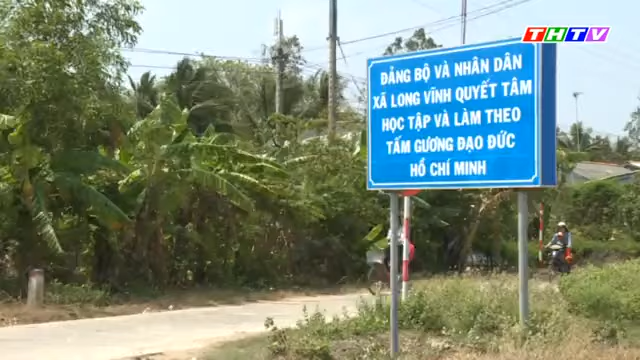 THTV
ĐẢNG BỘ VÀ NHÂN DÂN
XÃ LONG VĨNH QUYẾT TÂM
HỌC TẬP VÀ LÀM THEO
TẤM GƯƠNG ĐẠO ĐỨC
HỒ CHÍ MINH